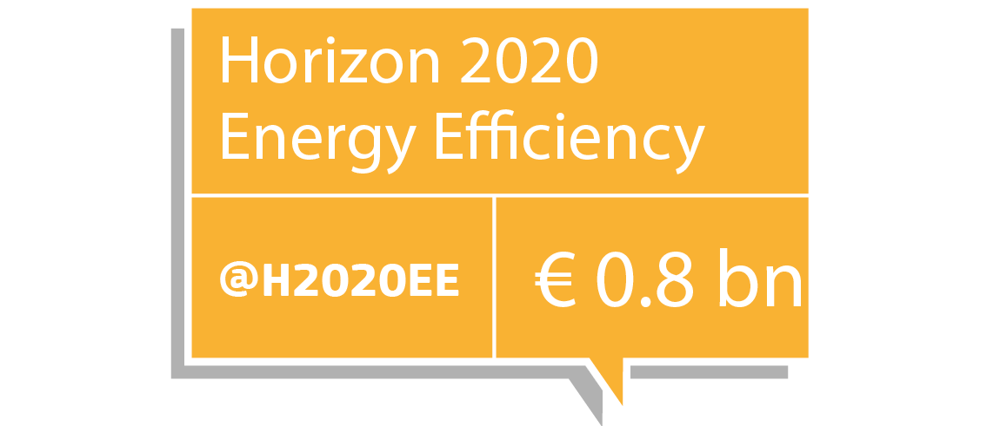 Horizon 2020
Energy Efficiency
@H2020EE
€ 0.8 bn